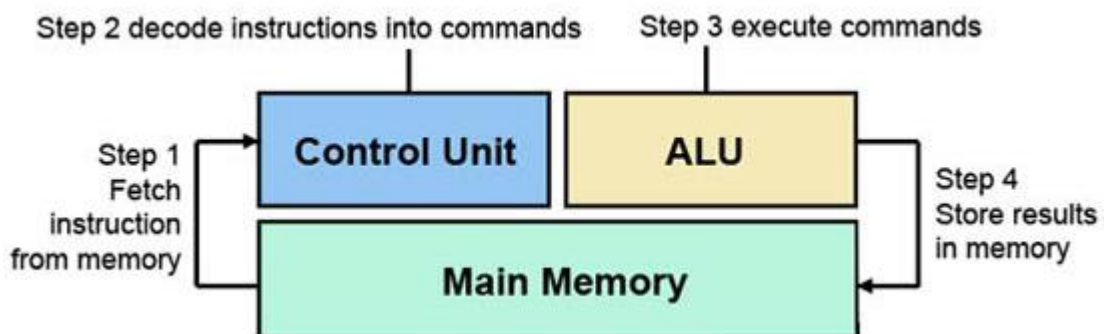 Step 2 decode instructions into commands
Step 3 execute commands
Control Unit
ALU
Step 1
Fetch
instruction
from memory
Step 4
Store results
in memory
Main Memory